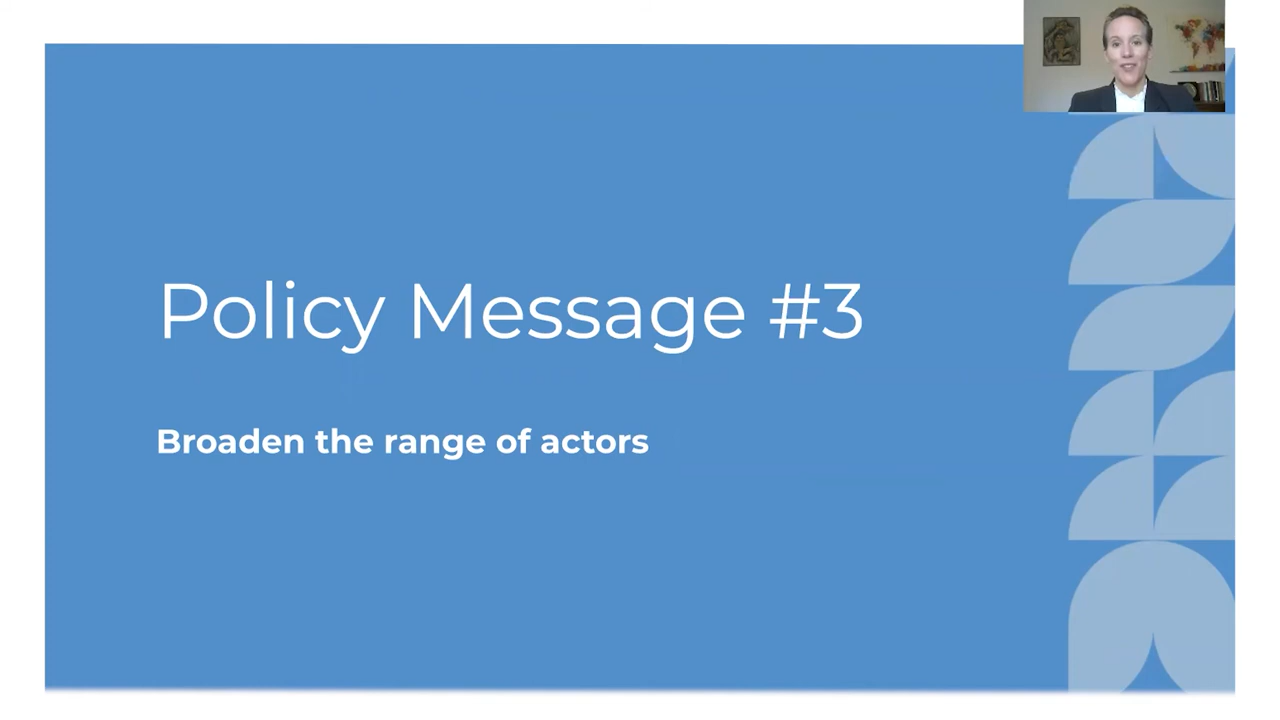 Policy Message #3
Broaden the range of actors